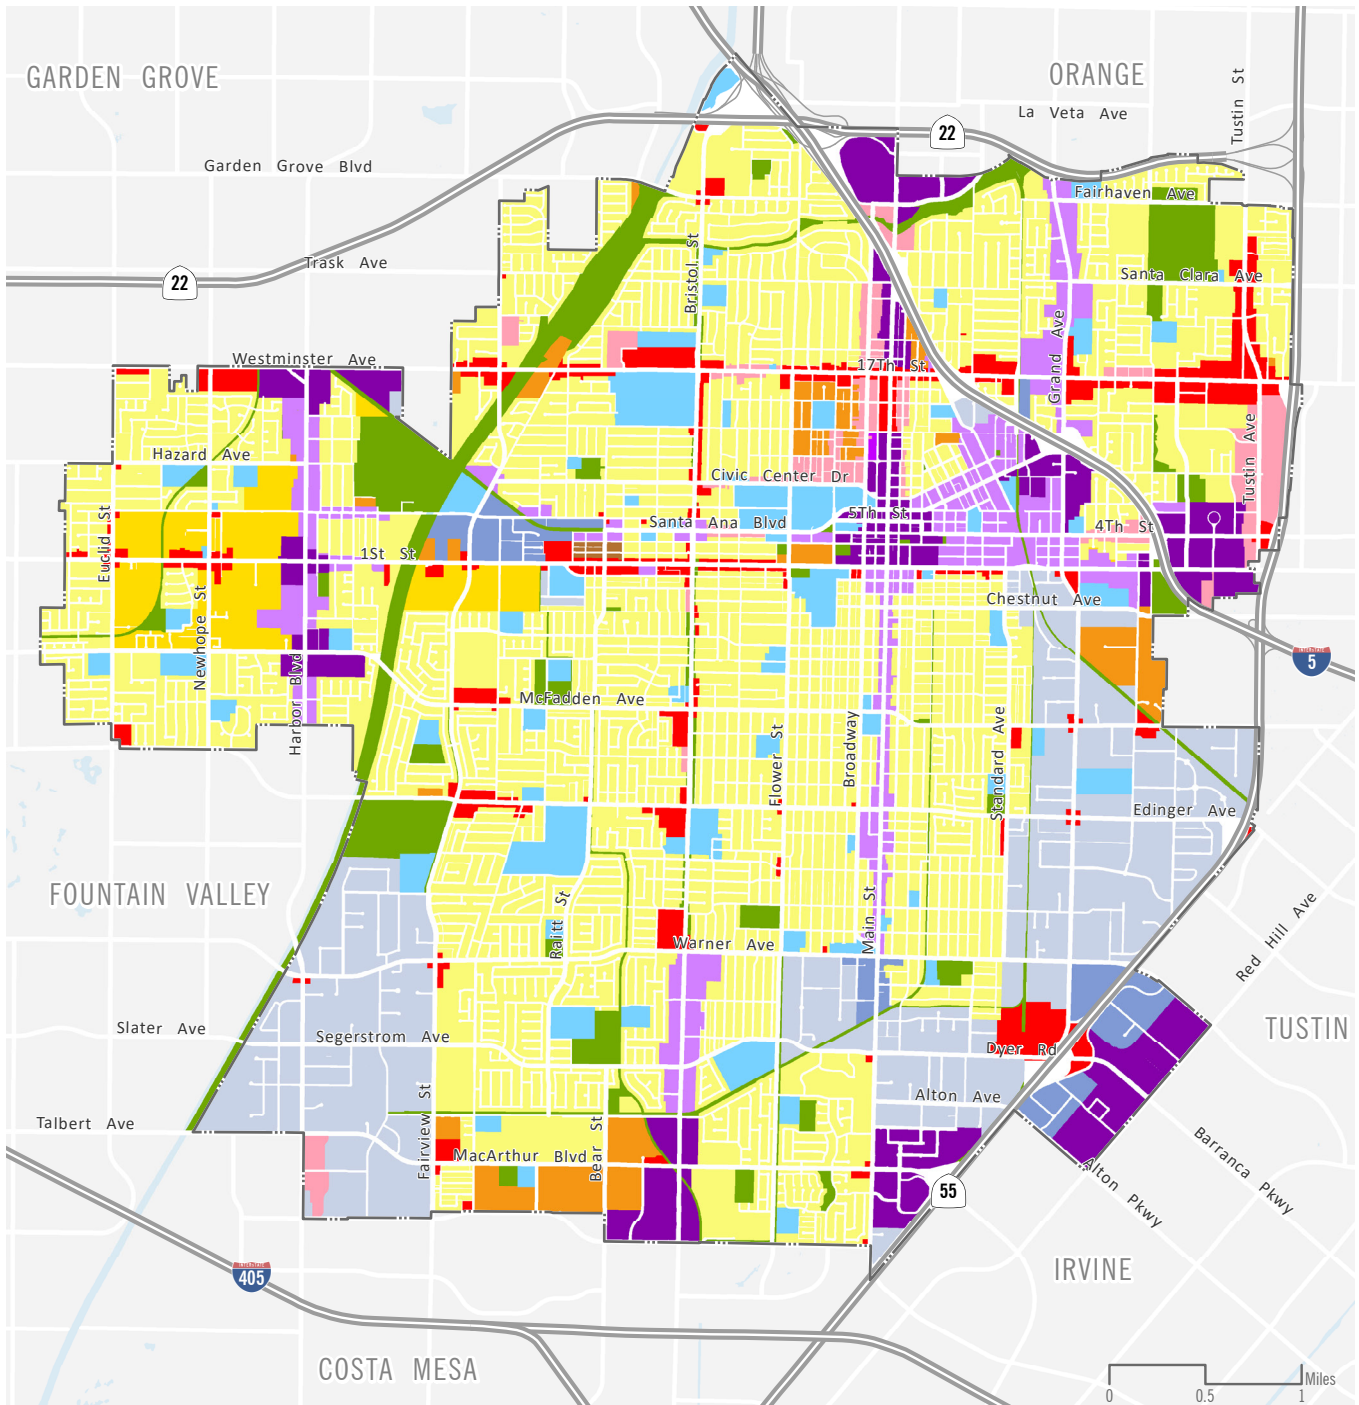 GARDEN GROVE
ORANGE
Tustin St
La Veta Ave
22
Garden Grove Blvd
Fairhaven Ave
Trask Ave
22
Bristol St
Santa Clara Ave
Westminster Ave
17Th St
Grand Ave
Hazard Ave
Civic Center Dr
Tustin Ave
Euclid St
Santa Ana Blvd
5Th St
4Th St
1St St
Newhope St
Chestnut Ave
INTERSTATE
5
Harbor Blvd
McFadden Ave
Flower St
Broadway
Standard Ave
Edinger Ave
FOUNTAIN VALLEY
Raitt St
Main St
Warner Ave
Red Hill Ave
Slater Ave
Segerstrom Ave
Dyer Rd
TUSTIN
Talbert Ave
Fairview St
Alton Ave
Bear St
MacArthur Blvd
Barranca Pkwy
Alton Pkwy
55
INTERSTATE
405
IRVINE
COSTA MESA
Miles
0 0.5 1